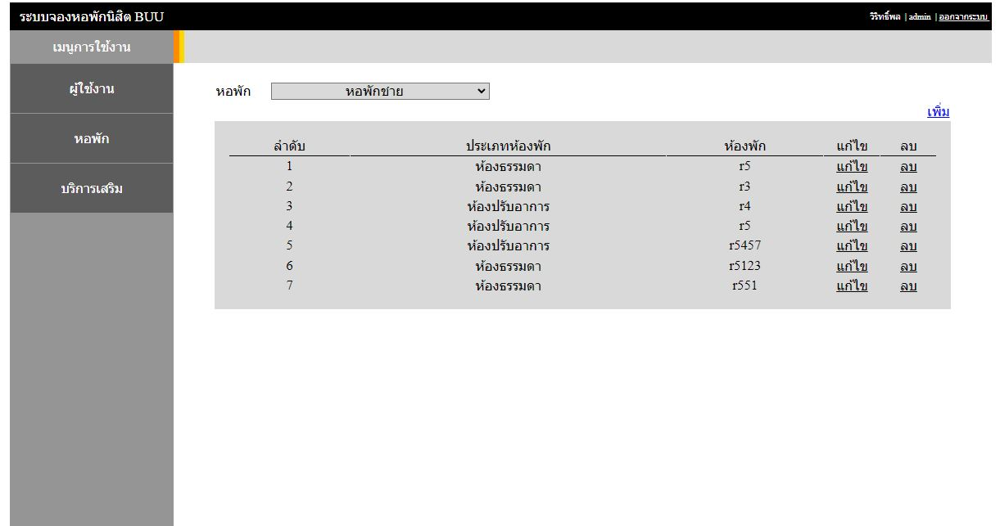 ระบบจองหอพักนิสิต BUU
วิริทธิ์พล | admin | ออกจากระบบ
เมนูการใช้งาน
ผู้ใช้งาน
หอพัก
บริการเสริม
หอพัก หอพักชาย
เพิ่ม
ลำดับ ประเภทห้องพัก ห้องพัก แก้ไข ลบ
1 ห้องธรรมดา r5 แก้ไข ลบ
2 ห้องธรรมดา r3 แก้ไข ลบ
3 ห้องปรับอาการ r4 แก้ไข ลบ
4 ห้องปรับอาการ r5 แก้ไข ลบ
5 ห้องปรับอาการ r5457 แก้ไข ลบ
6 ห้องธรรมดา r5123 แก้ไข ลบ
7 ห้องธรรมดา r551 แก้ไข ลบ